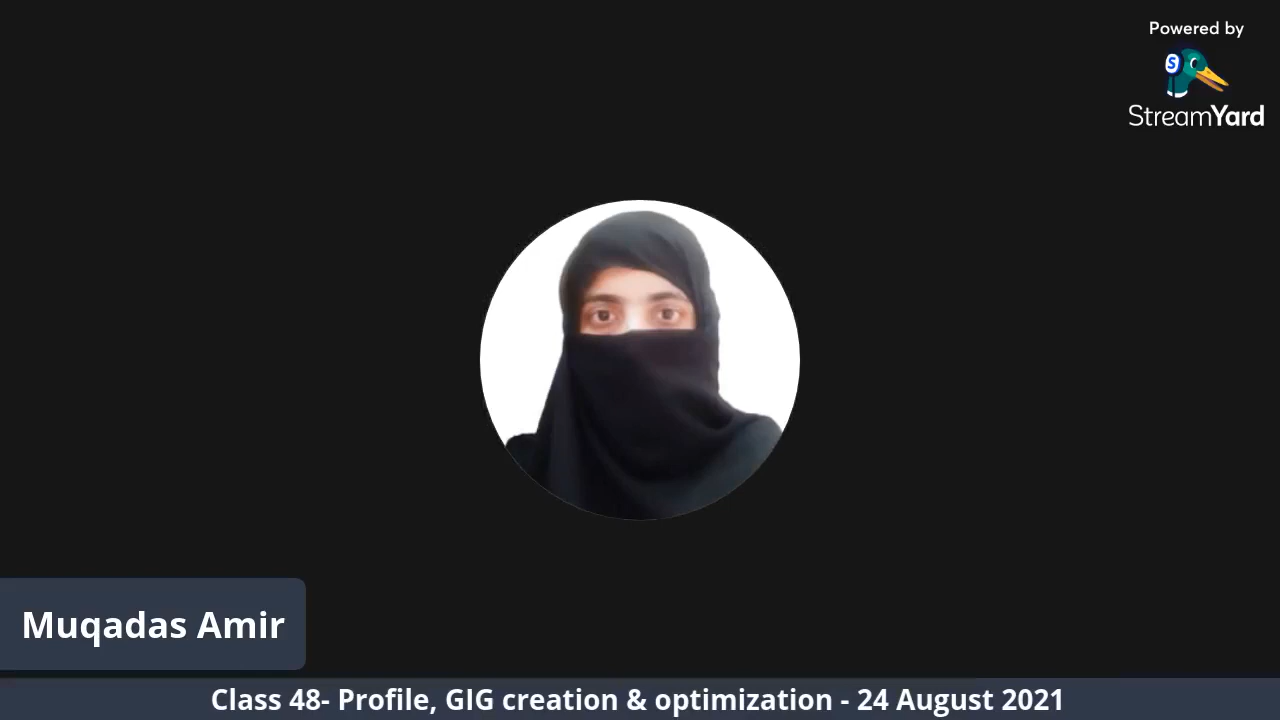 Powered by
S
StreamYard
Muqadas Amir
Class 48- Profile, GIG creation & optimization - 24 August 2021